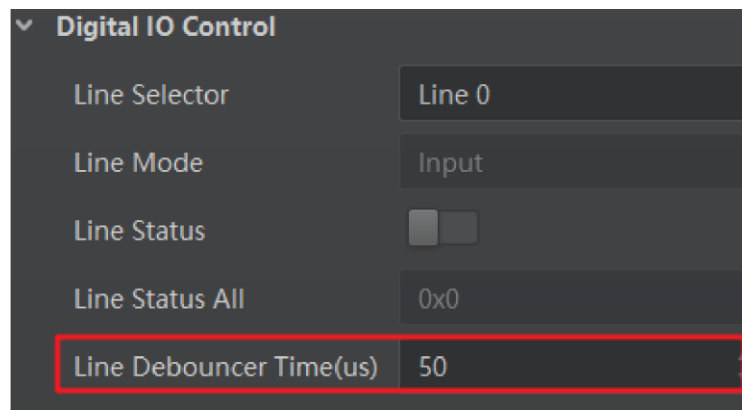 Digital IO Control
Line Selector Line 0
Line Mode Input
Line Status
Line Status All 0x0
Line Debouncer Time(us) 50